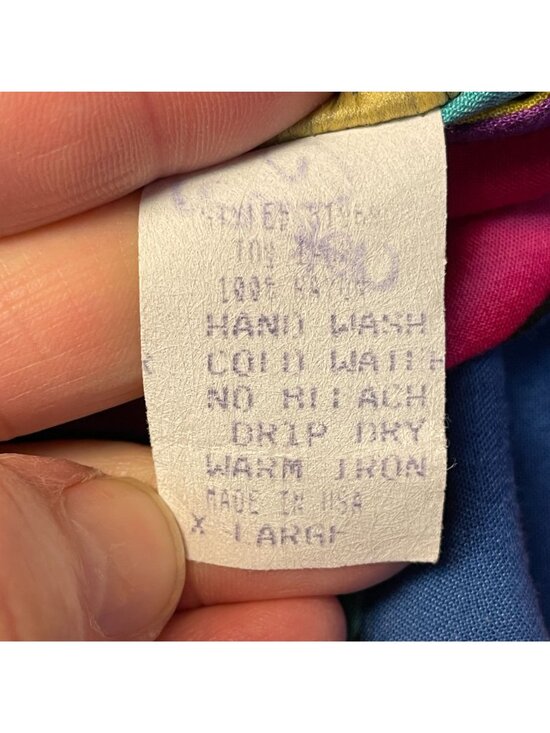 100% RAYON
HAND WASH
COLD WATER
NO BLEACH
DRIP DRY
WARM IRON
MADE IN USA
X LARGE